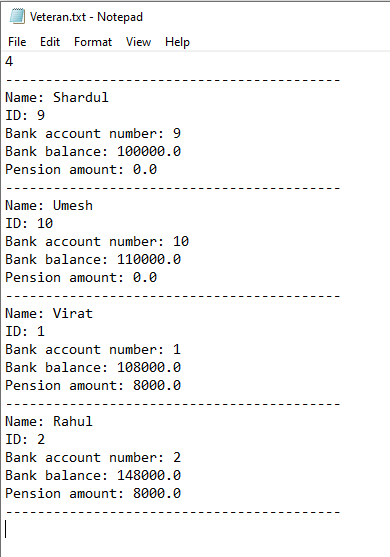 Veteran.txt - Notepad
File Edit Format View Help
4
------------------------------------------
Name: Shardul
ID: 9
Bank account number: 9
Bank balance: 100000.0
Pension amount: 0.0
------------------------------------------
Name: Umesh
ID: 10
Bank account number: 10
Bank balance: 110000.0
Pension amount: 0.0
------------------------------------------
Name: Virat
ID: 1
Bank account number: 1
Bank balance: 108000.0
Pension amount: 8000.0
------------------------------------------
Name: Rahul
ID: 2
Bank account number: 2
Bank balance: 148000.0
Pension amount: 8000.0
------------------------------------------